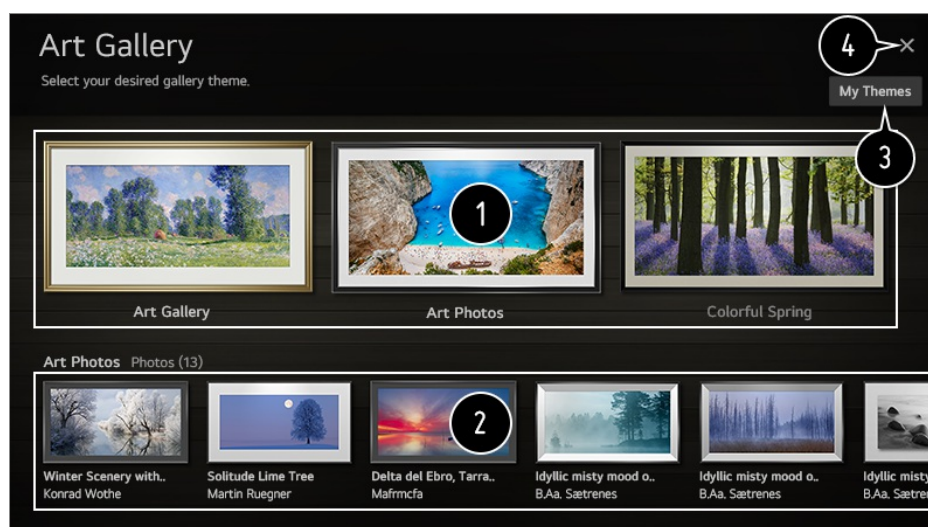 Art Gallery
4
Select your desired gallery theme.
My Themes
3
1
Art Gallery
Art Photos
Colorful Spring
Art Photos Photos (13)
2
Winter Scenery with..
Solitude Lime Tree
Delta del Ebro, Tarra..
Idyllic misty mood o..
Idyllic misty mood o..
Idyllic misty
Konrad Wothe
Martin Ruegner
Mafrmcfa
B.Aa. Sætrenes
B.Aa. Sætrenes
B.Aa. Sætre